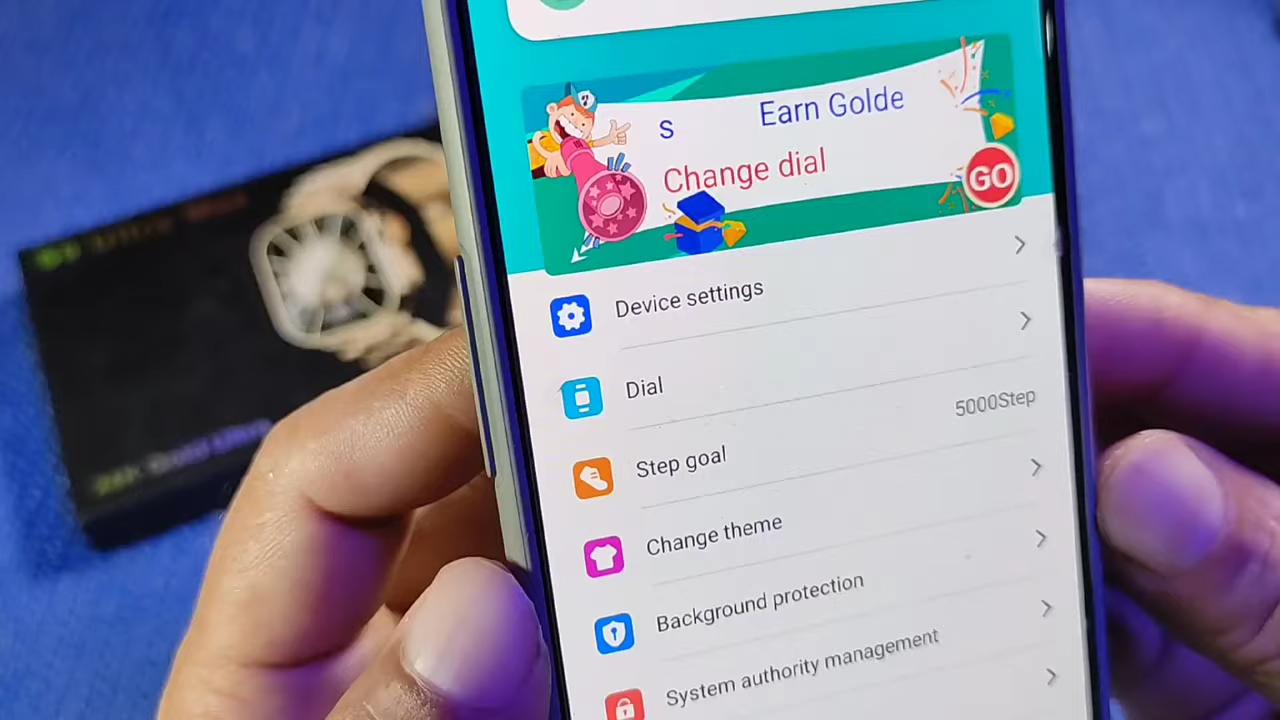 s Earn Golde
Change dial
GO
Device settings
Dial
Step goal
5000Step
Change theme
Background protection
System authority management